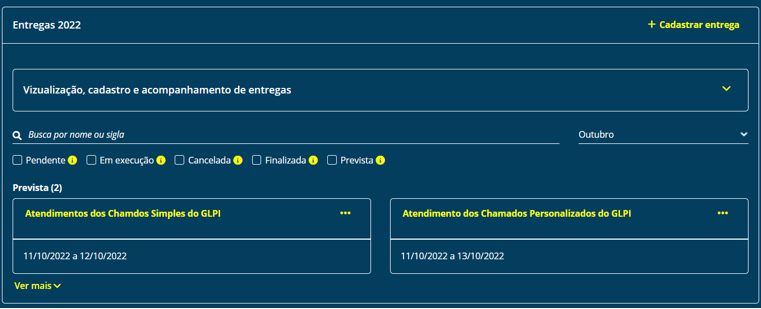 Entregas 2022
+ Cadastrar entrega
Vizualização, cadastro e acompanhamento de entregas
Busca por nome ou sigla
Outubro
Pendente Em execução Cancelada Finalizada Prevista
Prevista (2)
Atendimentos dos Chamdos Simples do GLPI
11/10/2022 a 12/10/2022
Atendimento dos Chamados Personalizados do GLPI
11/10/2022 a 13/10/2022
Ver mais